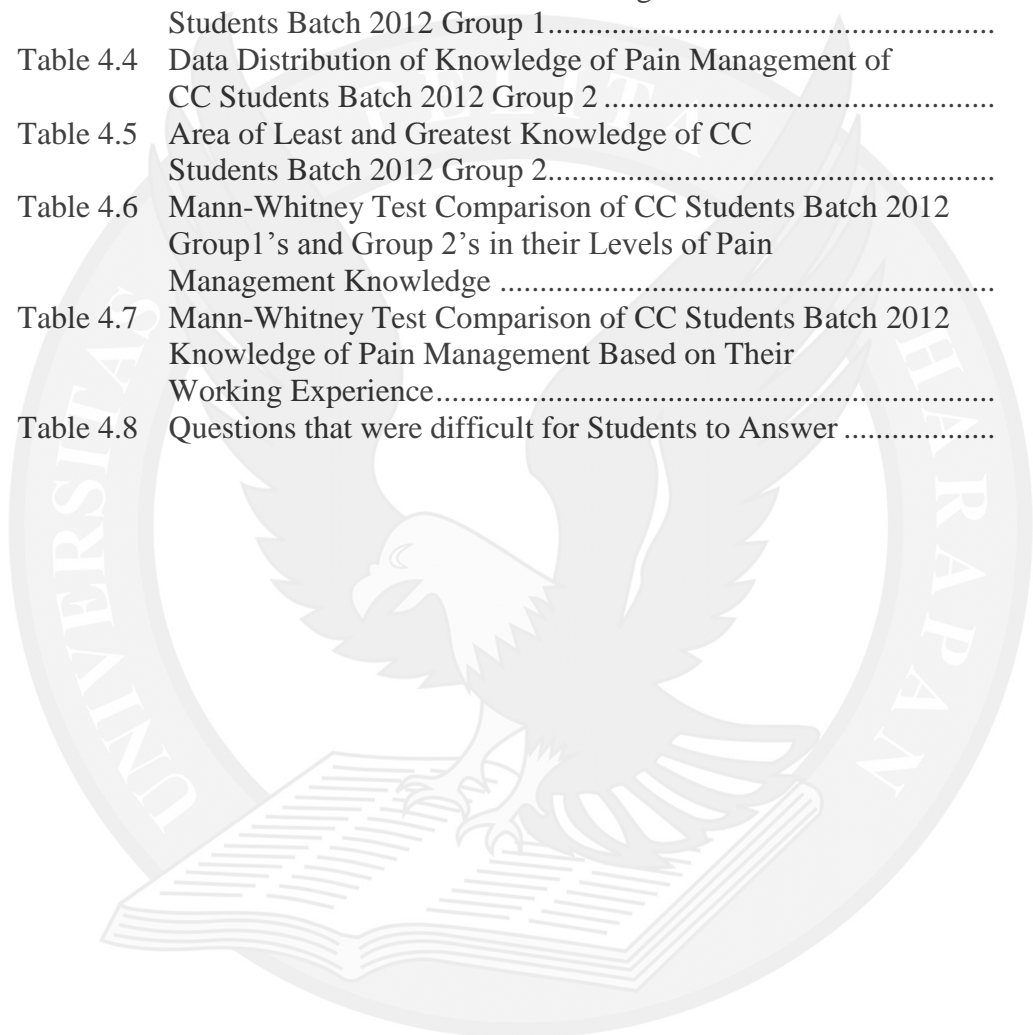 Students Batch 2012 Group 1......................................................
Table 4.4 Data Distribution of Knowledge of Pain Management of
CC Students Batch 2012 Group 2 ...............................................
Table 4.5 Area of Least and Greatest Knowledge of CC
Students Batch 2012 Group 2......................................................
Table 4.6 Mann-Whitney Test Comparison of CC Students Batch 2012
Group1’s and Group 2’s in their Levels of Pain
Management Knowledge ...........................................................
Table 4.7 Mann-Whitney Test Comparison of CC Students Batch 2012
Knowledge of Pain Management Based on Their
Working Experience...................................................................
Table 4.8 Questions that were difficult for Students to Answer ..................
UNIVERSITAS PELITA HARAPAN